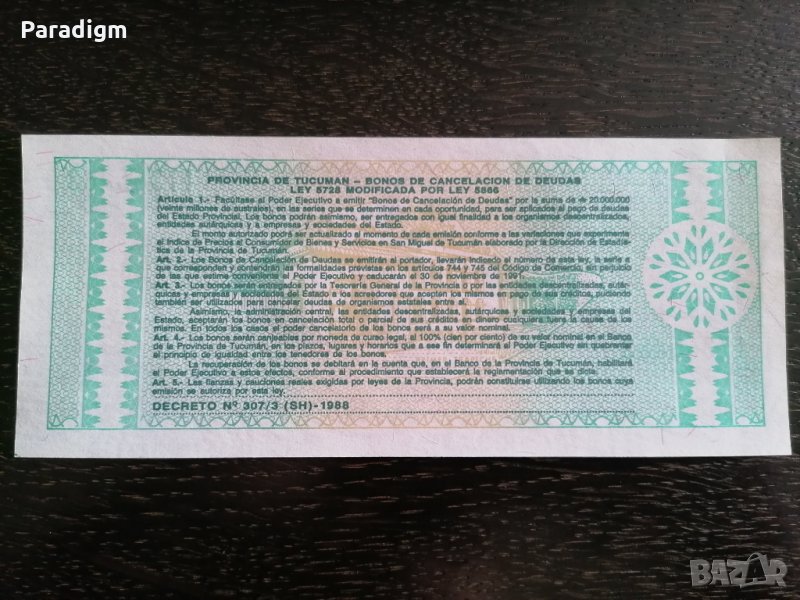 Paradigm
PROVINCIA DE TUCUMAN - BONOS DE CANCELACION DE DEUDAS
LEY 5728 MODIFICADA POR LEY 5866
Artículo 1.- Facúltase al Poder Ejecutivo a emitir "Bonos de Cancelación de Deudas" por la suma de 20.000.000
(veinte millones de australes), en las series que se determinen en cada oportunidad, para ser aplicados al pago de deudas
del Estado Provincial. Los bonos podrán asimismo, ser entregados con igual finalidad a los organismos descentralizados,
entidades autárquicas y a empresas y sociedades del Estado.
El monto autorizado podrá ser actualizado al momento de cada emisión conforme a las variaciones que experimente
el Indice de Precios al Consumidor de Bienes y Servicios en San Miguel de Tucumán elaborado por la Dirección de Estadís-
tica de la Provincia de Tucumán.
Art. 2.- Los Bonos de Cancelación de Deudas se emitirán al portador, llevarán indicado el número de esta ley, la serie a
que corresponden y contendrán las formalidades previstas en los artículos 744 y 745 del Código de Comercio, sin perjuicio
de las que estime conveniente el Poder Ejecutivo y caducarán el 30 de noviembre de 1991.
Art. 3.- Los bonos serán entregados por la Tesorería General de la Provincia o por las entidades descentralizadas, autár-
quicas y empresas y sociedades del Estado a los acreedores que acepten los mismos en pago de sus créditos, pudiendo
también ser utilizados para cancelar deudas de organismos estatales entre sí.
Asimismo, la administración central, las entidades descentralizadas, autárquicas y sociedades y empresas del
Estado, aceptarán los bonos en cancelación total o parcial de sus créditos en dinero cualquiera fuera la causa de los
mismos. En todos los casos el poder cancelatorio de los bonos será a su valor nominal.
Art. 4.- Los bonos serán canjeables por moneda de curso legal, al 100% (cien por ciento) de su valor nominal en el Banco
de la Provincia de Tucumán, en los plazos, lugares y horarios que a ese fin establecerá el Poder Ejecutivo sin quebrantar
el principio de igualdad entre los tenedores de los bonos.
La recuperación de los bonos se debitará en la cuenta que, en el Banco de la Provincia de Tucumán, habilitará
el Poder Ejecutivo a estos efectos, conforme al procedimiento que establecerá la reglamentación que se dicte.
Art. 5.- Las fianzas y cauciones reales exigidas por leyes de la Provincia, podrán constituirse utilizando los bonos cuya
emisión se autoriza por esta ley.
DECRETO Nº 307/3 (SH)-1988
BAZAR